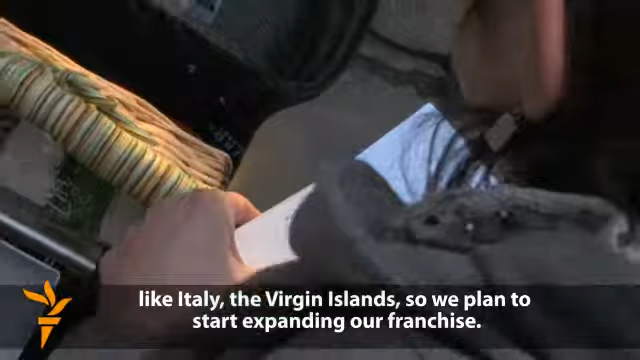 like Italy, the Virgin Islands, so we plan to
start expanding our franchise.